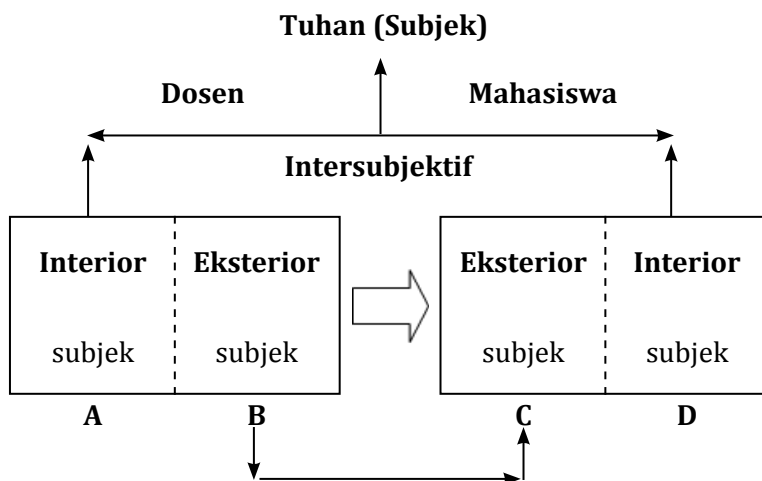 Tuhan (Subjek)
Dosen Mahasiswa
Intersubjektif
Interior Eksterior Eksterior Interior
subjek subjek subjek subjek
A B C D